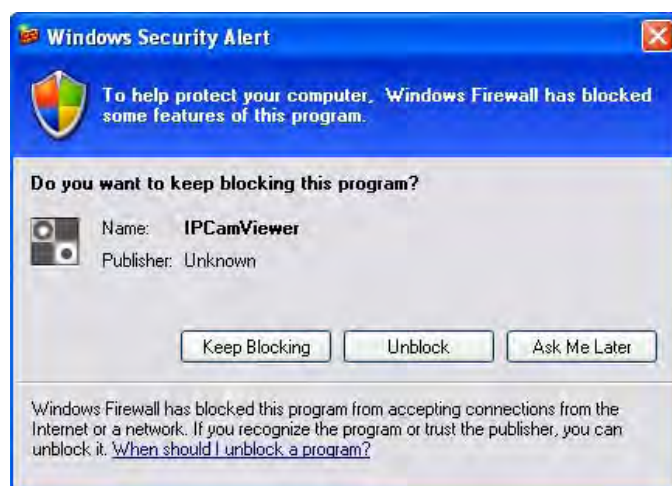 Windows Security Alert
To help protect your computer, Windows Firewall has blocked
some features of this program.
Do you want to keep blocking this program?
Name: IPCamViewer
Publisher: Unknown
Keep Blocking Unblock Ask Me Later
Windows Firewall has blocked this program from accepting connections from the
Internet or a network. If you recognize the program or trust the publisher, you can
unblock it. When should I unblock a program?